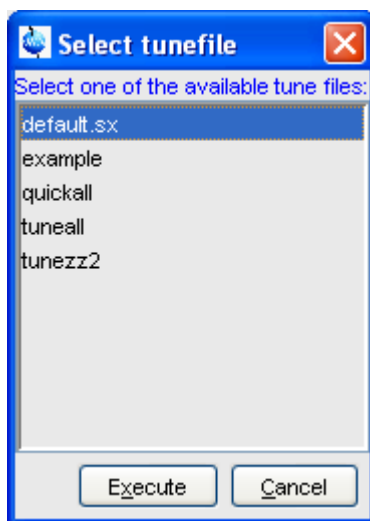 Select tunefile
Select one of the available tune files:
default.sx
example
quickall
tuneall
tunezz2
Execute Cancel